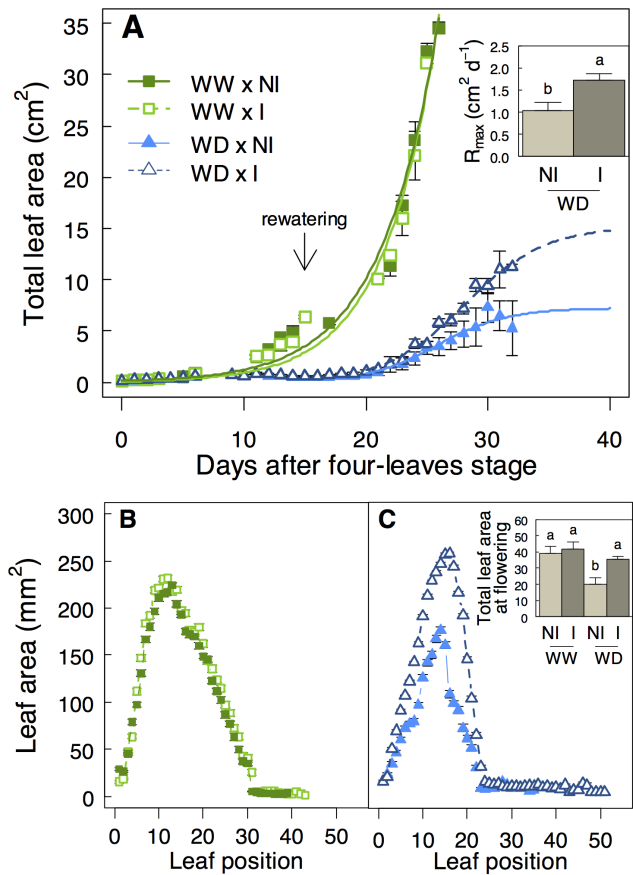 A
35
30
25
20
15
10
5
0
Total leaf area (cm²)
WW x NI
WW x I
WD x NI
WD x I
rewatering
2.5
2.0
1.5
1.0
0.5
0.0
Rmax (cm² d⁻¹)
b
a
NI I
WD
0 10 20 30 40
Days after four-leaves stage
B
300
250
200
150
100
50
0
Leaf area (mm²)
0 10 20 30 40 50
Leaf position
C
Total leaf area
at flowering
60
50
40
30
20
10
0
a a b a
NI I NI I
WW WD
0 10 20 30 40 50
Leaf position